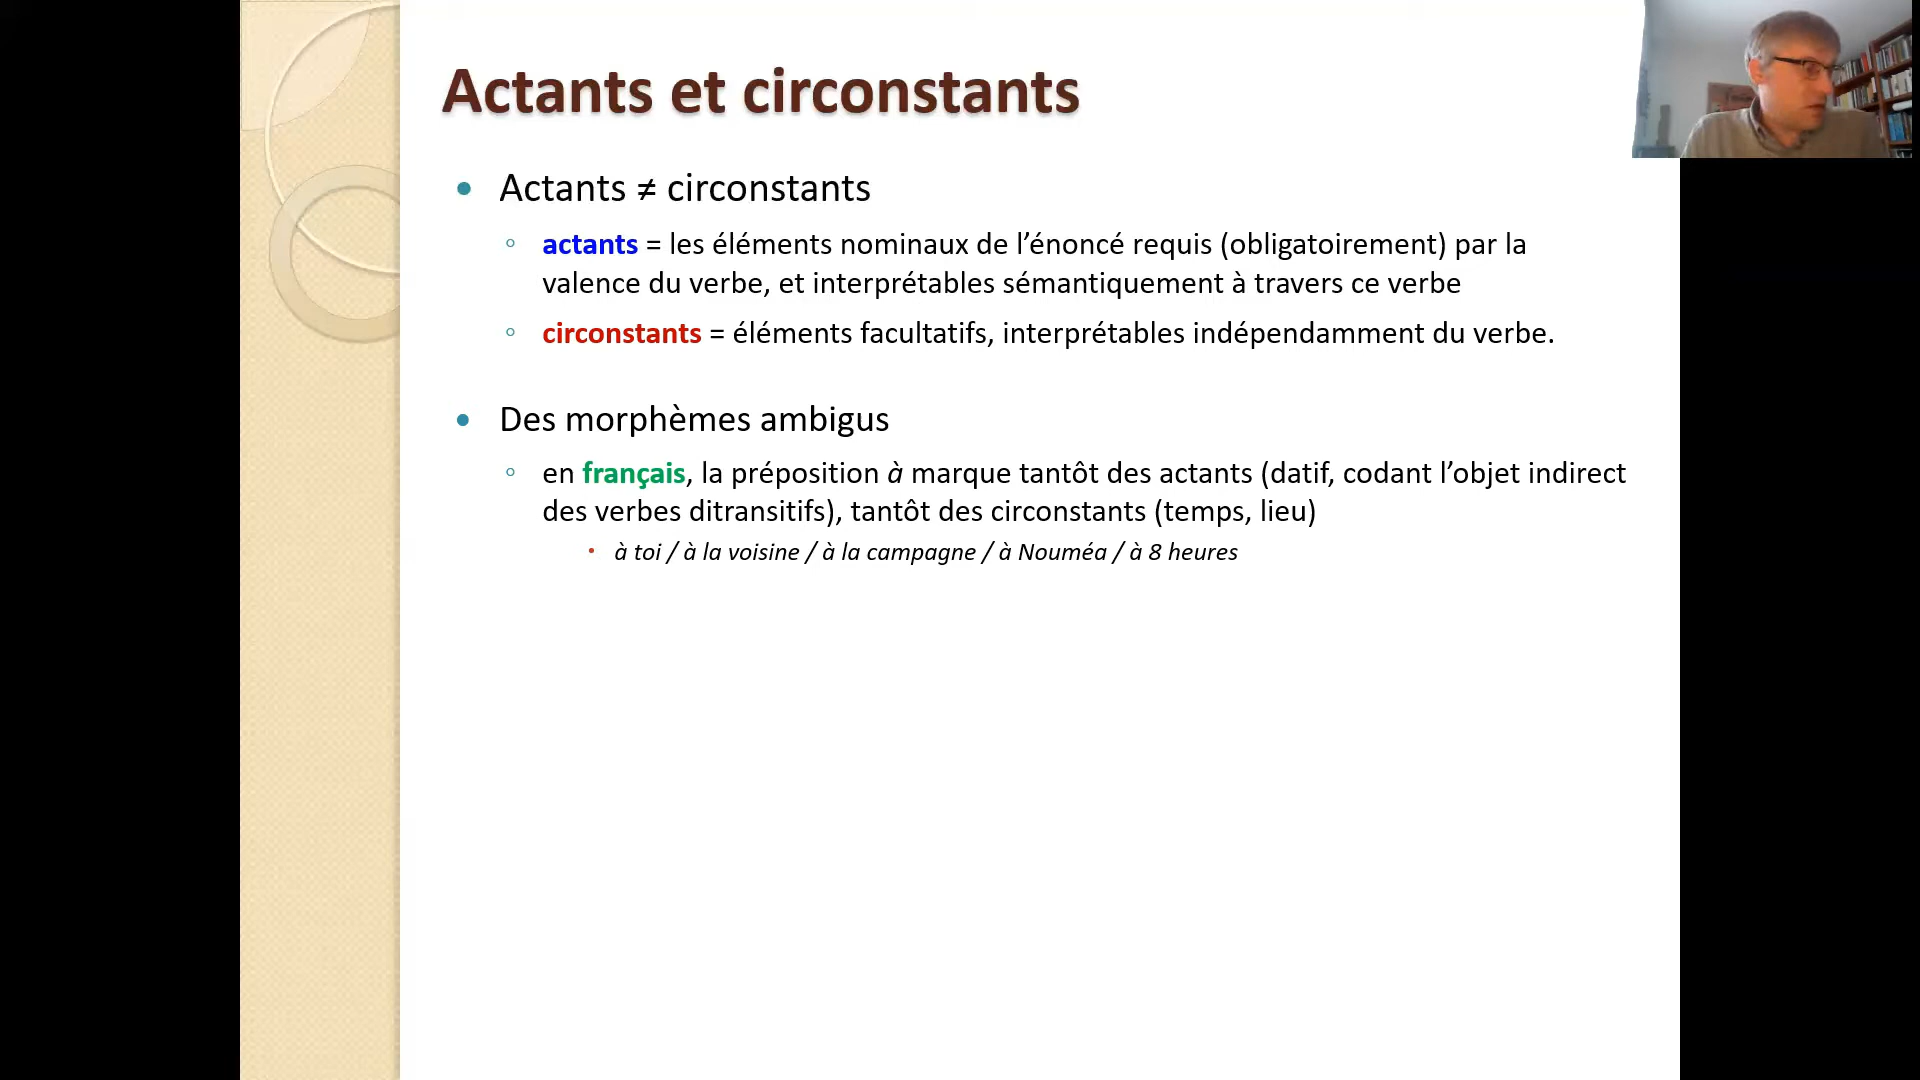 Actants et circonstants
• Actants ≠ circonstants
◦ actants = les éléments nominaux de l’énoncé requis (obligatoirement) par la
valence du verbe, et interprétables sémantiquement à travers ce verbe
◦ circonstants = éléments facultatifs, interprétables indépendamment du verbe.
• Des morphèmes ambigus
◦ en français, la préposition à marque tantôt des actants (datif, codant l’objet indirect
des verbes ditransitifs), tantôt des circonstants (temps, lieu)
• à toi / à la voisine / à la campagne / à Nouméa / à 8 heures